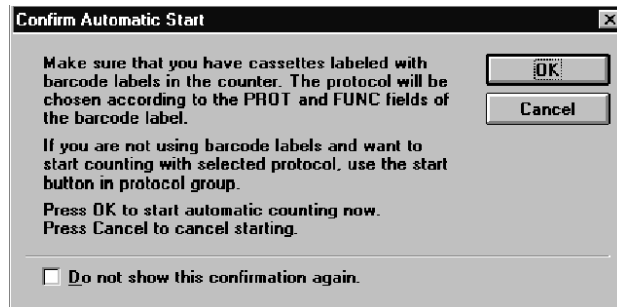 Confirm Automatic Start
Make sure that you have cassettes labeled with
barcode labels in the counter. The protocol will be
chosen according to the PROT and FUNC fields of
the barcode label.
If you are not using barcode labels and want to
start counting with selected protocol, use the start
button in protocol group.
Press OK to start automatic counting now.
Press Cancel to cancel starting.
Do not show this confirmation again.
OK
Cancel